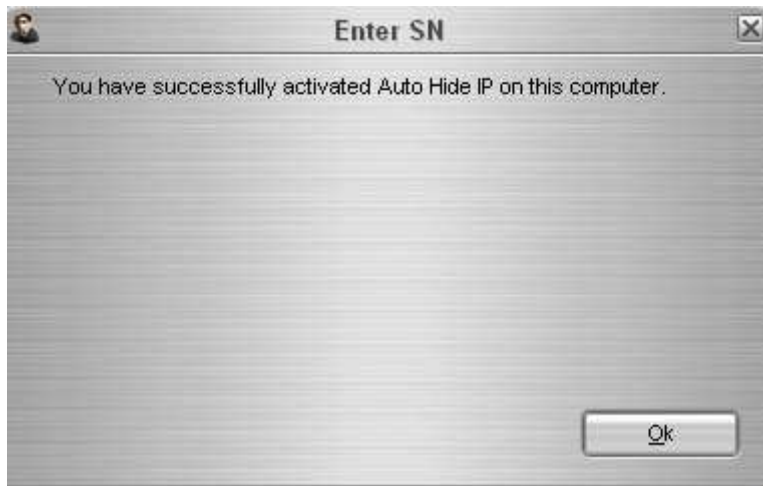 Enter SN
You have successfully activated Auto Hide IP on this computer.
Ok